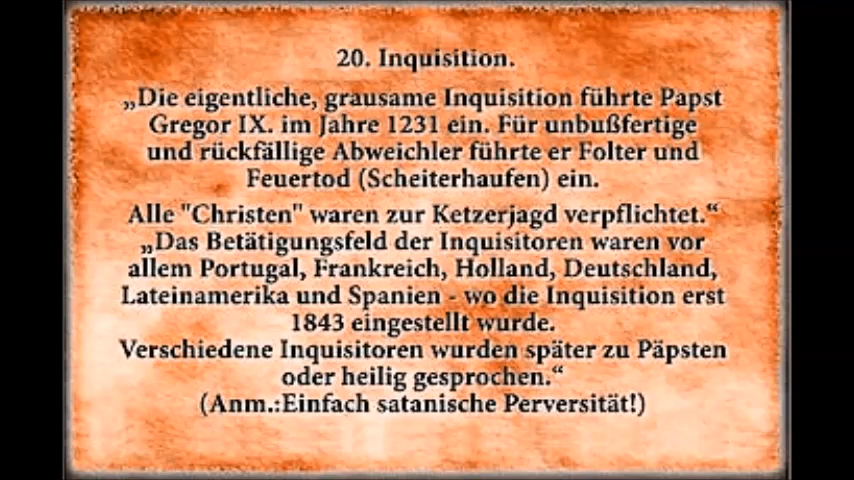 20. Inquisition.
„Die eigentliche, grausame Inquisition führte Papst
Gregor IX. im Jahre 1231 ein. Für unbußfertige
und rückfällige Abweichler führte er Folter und
Feuertod (Scheiterhaufen) ein.
Alle "Christen" waren zur Ketzerjagd verpflichtet.“
„Das Betätigungsfeld der Inquisitoren waren vor
allem Portugal, Frankreich, Holland, Deutschland,
Lateinamerika und Spanien - wo die Inquisition erst
1843 eingestellt wurde.
Verschiedene Inquisitoren wurden später zu Päpsten
oder heilig gesprochen.“
(Anm.:Einfach satanische Perversität!)